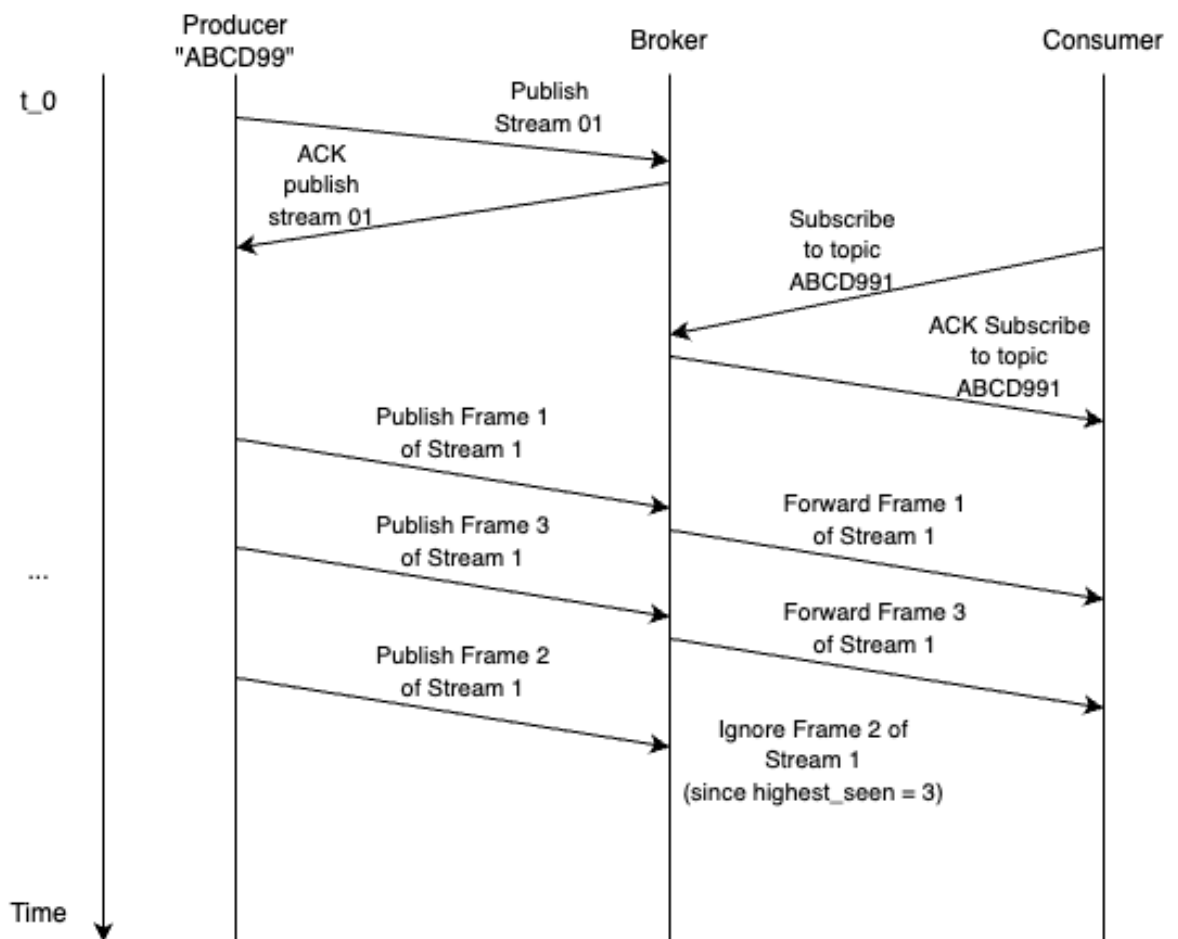 Producer
"ABCD99"
Broker
Consumer
t_0
Publish
Stream 01
ACK
publish
stream 01
Subscribe
to topic
ABCD991
ACK Subscribe
to topic
ABCD991
Publish Frame 1
of Stream 1
Forward Frame 1
of Stream 1
Publish Frame 3
of Stream 1
...
Forward Frame 3
of Stream 1
Publish Frame 2
of Stream 1
Ignore Frame 2 of
Stream 1
(since highest_seen = 3)
Time